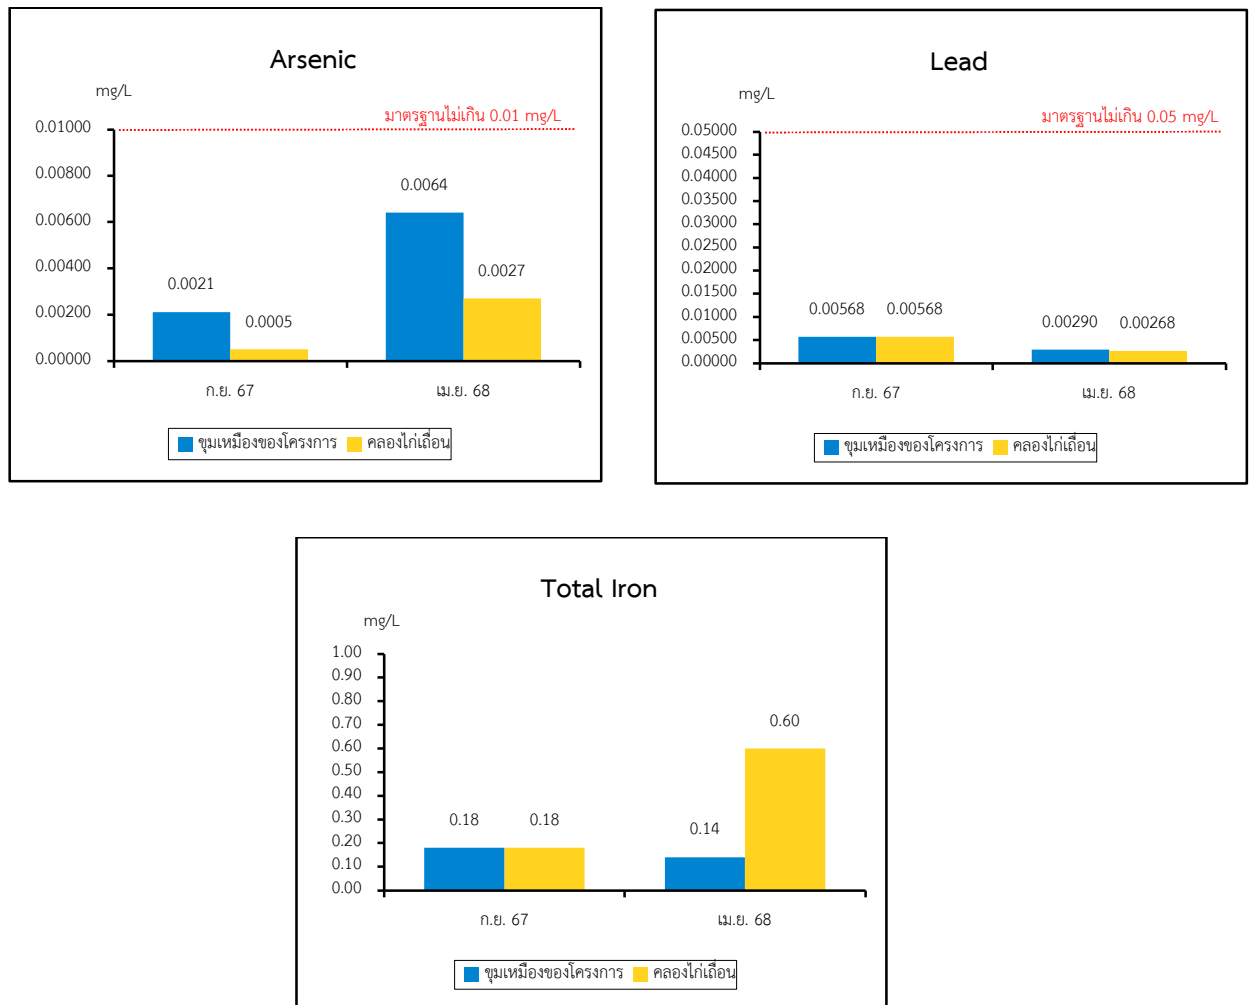 Arsenic
mg/L
มาตรฐานไม่เกิน 0.01 mg/L
0.01000
0.00800
0.00600
0.00400
0.00200
0.00000
0.0021
0.0005
0.0064
0.0027
ก.ย. 67 เม.ย. 68
ขุมเหมืองของโครงการ คลองไก่เถื่อน
Lead
mg/L
มาตรฐานไม่เกิน 0.05 mg/L
0.05000
0.04500
0.04000
0.03500
0.03000
0.02500
0.02000
0.01500
0.01000
0.00500
0.00000
0.00568 0.00568 0.00290 0.00268
ก.ย. 67 เม.ย. 68
ขุมเหมืองของโครงการ คลองไก่เถื่อน
Total Iron
mg/L
1.00
0.90
0.80
0.70
0.60
0.50
0.40
0.30
0.20
0.10
0.00
0.18 0.18 0.14 0.60
ก.ย. 67 เม.ย. 68
ขุมเหมืองของโครงการ คลองไก่เถื่อน